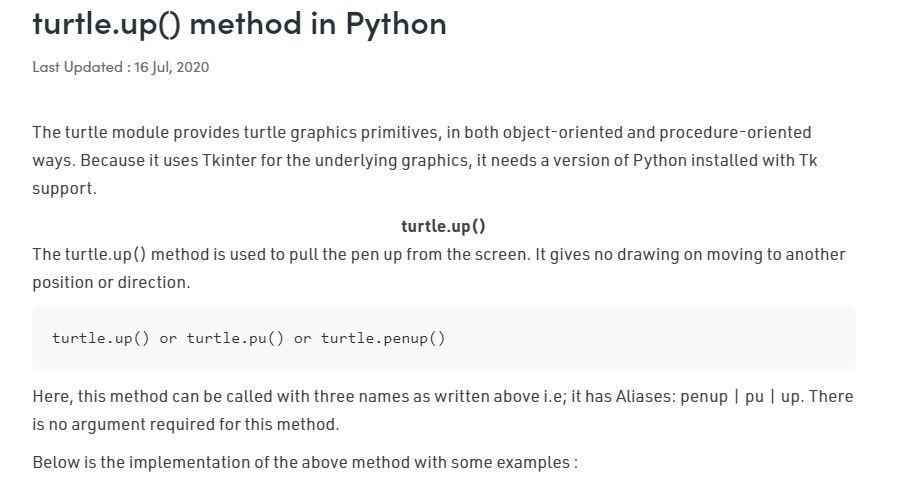 turtle.up() method in Python
Last Updated : 16 Jul, 2020
The turtle module provides turtle graphics primitives, in both object-oriented and procedure-oriented
ways. Because it uses Tkinter for the underlying graphics, it needs a version of Python installed with Tk
support.
turtle.up()
The turtle.up() method is used to pull the pen up from the screen. It gives no drawing on moving to another
position or direction.
turtle.up() or turtle.pu() or turtle.penup()
Here, this method can be called with three names as written above i.e; it has Aliases: penup | pu | up. There
is no argument required for this method.
Below is the implementation of the above method with some examples :